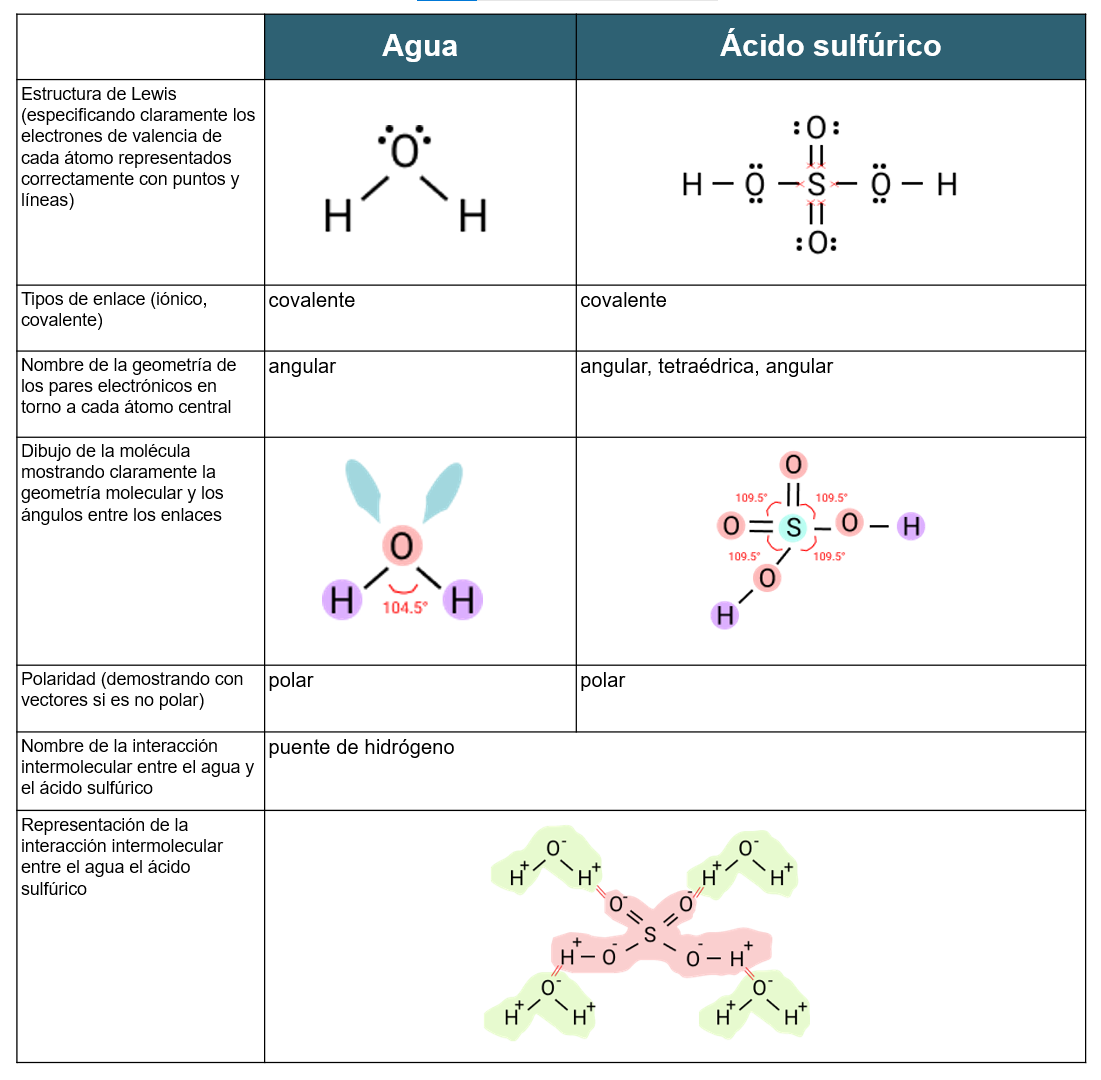 Agua
Ácido sulfúrico
Estructura de Lewis
(especificando claramente los
electrones de valencia de
cada átomo representados
correctamente con puntos y
líneas)
O
H
H
O
H – O – S – O – H
O
Tipos de enlace (iónico,
covalente)
covalente
covalente
Nombre de la geometría de
los pares electrónicos en
torno a cada átomo central
angular
angular, tetraédrica, angular
Dibujo de la molécula
mostrando claramente la
geometría molecular y los
ángulos entre los enlaces
O
H
H
104.5°
O
109.5°
109.5°
O
S
O
H
109.5°
109.5°
O
H
Polaridad (demostrando con
vectores si es no polar)
polar
polar
Nombre de la interacción
intermolecular entre el agua y
el ácido sulfúrico
puente de hidrógeno
Representación de la
interacción intermolecular
entre el agua el ácido
sulfúrico
O-
O-
H+
H+
H+
H+
O-
O-
S
H+ – O-
O- – H+
O-
O-
H+
H+
H+
H+